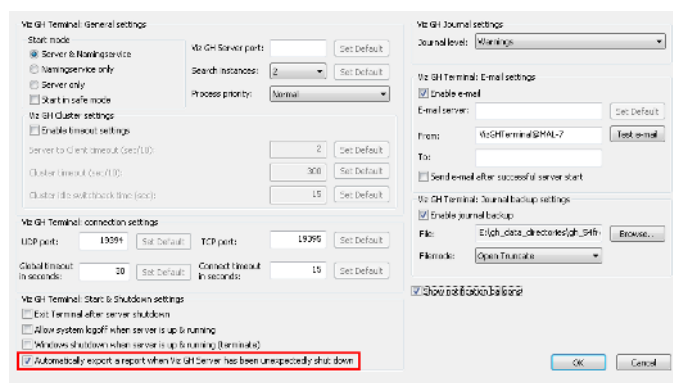 Viz GH Terminal: General settings
Start mode
Server & Namingservice
Namingservice only
Server only
Start in safe mode
Viz GH Server port:
Set Default
Search instances:
2
Set Default
Process priority:
Normal
Viz GH Cluster settings
Enable timeout settings
Server to Client timeout (sec/10):
2
Set Default
Cluster timeout (sec/10):
300
Set Default
Cluster idle switchback time (sec):
15
Set Default
Viz GH Terminal: connection settings
UDP port:
19394
Set Default
TCP port:
19395
Set Default
Global timeout
in seconds:
30
Set Default
Connect timeout
in seconds:
15
Set Default
Viz GH Terminal: Start & Shutdown settings
Exit Terminal after server shutdown
Allow system logoff when server is up & running
Windows shutdown when server is up & running (terminate)
Automatically export a report when Viz GH Server has been unexpectedly shut down
Viz GH Journal settings
Journal level:
Warnings
Viz GH Terminal: E-mail settings
Enable e-mail
E-mail server:
Set Default
From:
VizGHTerminal@MAL-7
Test e-mail
To:
Send e-mail after successful server start
Viz GH Terminal: Journal backup settings
Enable journal backup
File:
E:\gh_data_directories\gh_54fr
Browse...
Filemode:
Open Truncate
Show notification balloons!
OK
Cancel